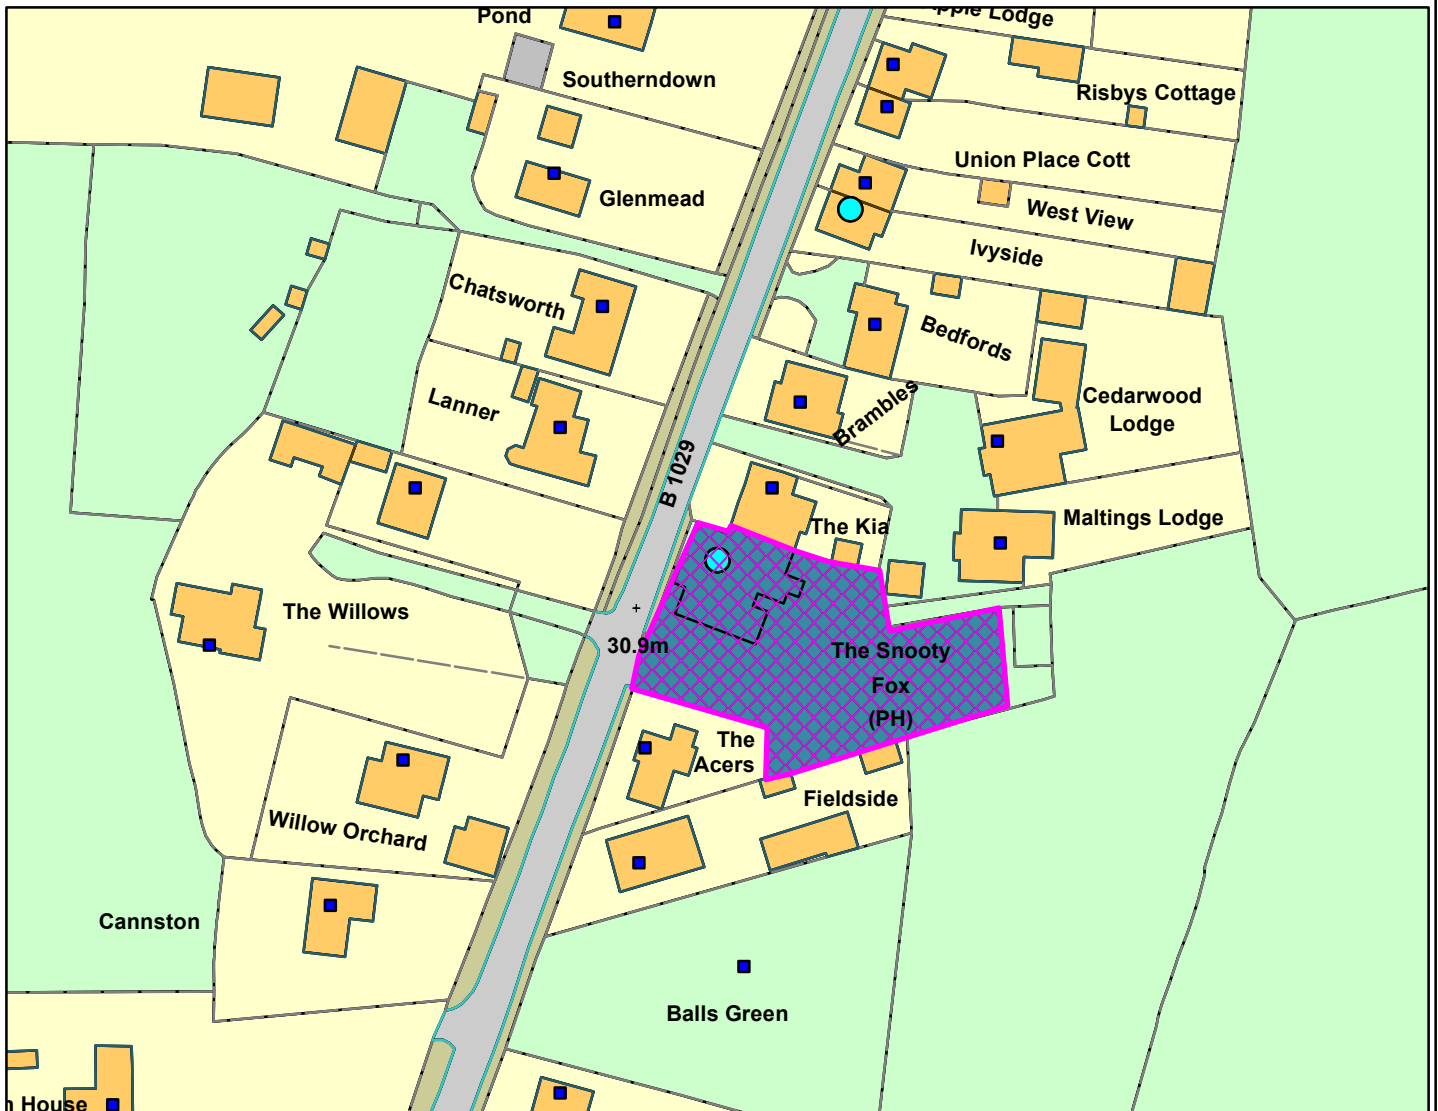 Pond
Lodge
Southerndown
Risbys Cottage
Union Place Cott
Glenmead
West View
Ivyside
Chatsworth
Bedfords
Lanner
Brambles
Cedarwood
Lodge
B 1029
The Kia
Maltings Lodge
The Willows
30.9m
The Snooty
Fox
(PH)
The
Acers
Fieldside
Willow Orchard
Cannston
Balls Green
House